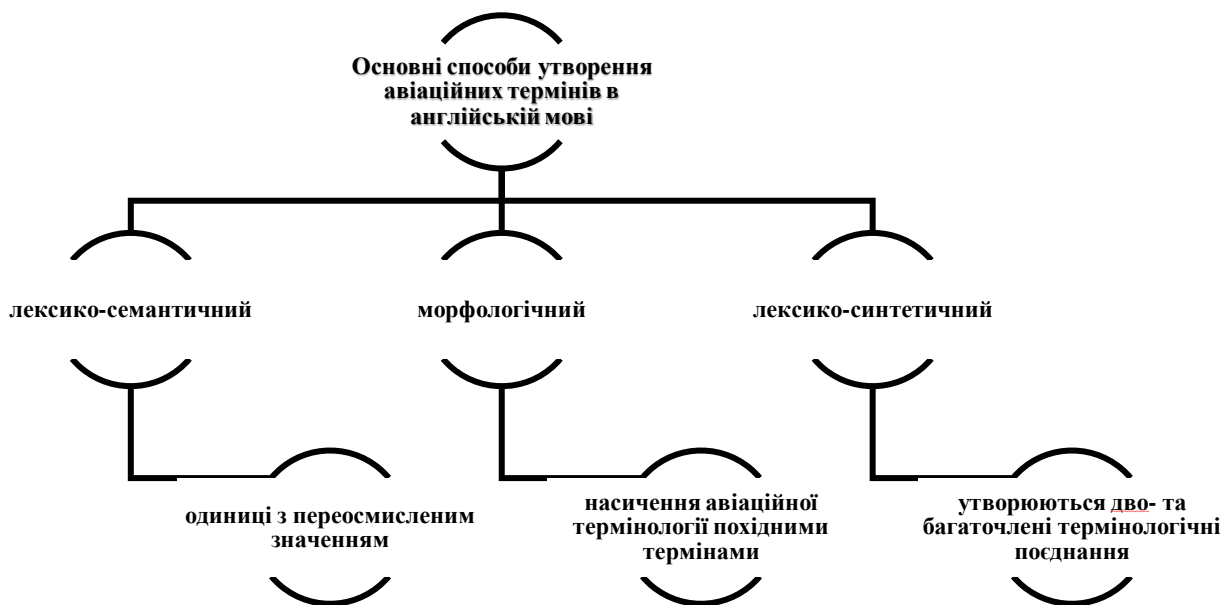 Основні способи утворення
авіаційних термінів в
англійській мові
лексико-семантичний
морфологічний
лексико-синтетичний
одиниці з переосмисленим
значенням
насичення авіаційної
термінології похідними
термінами
утворюються дво- та
багаточлені термінологічні
поєднання